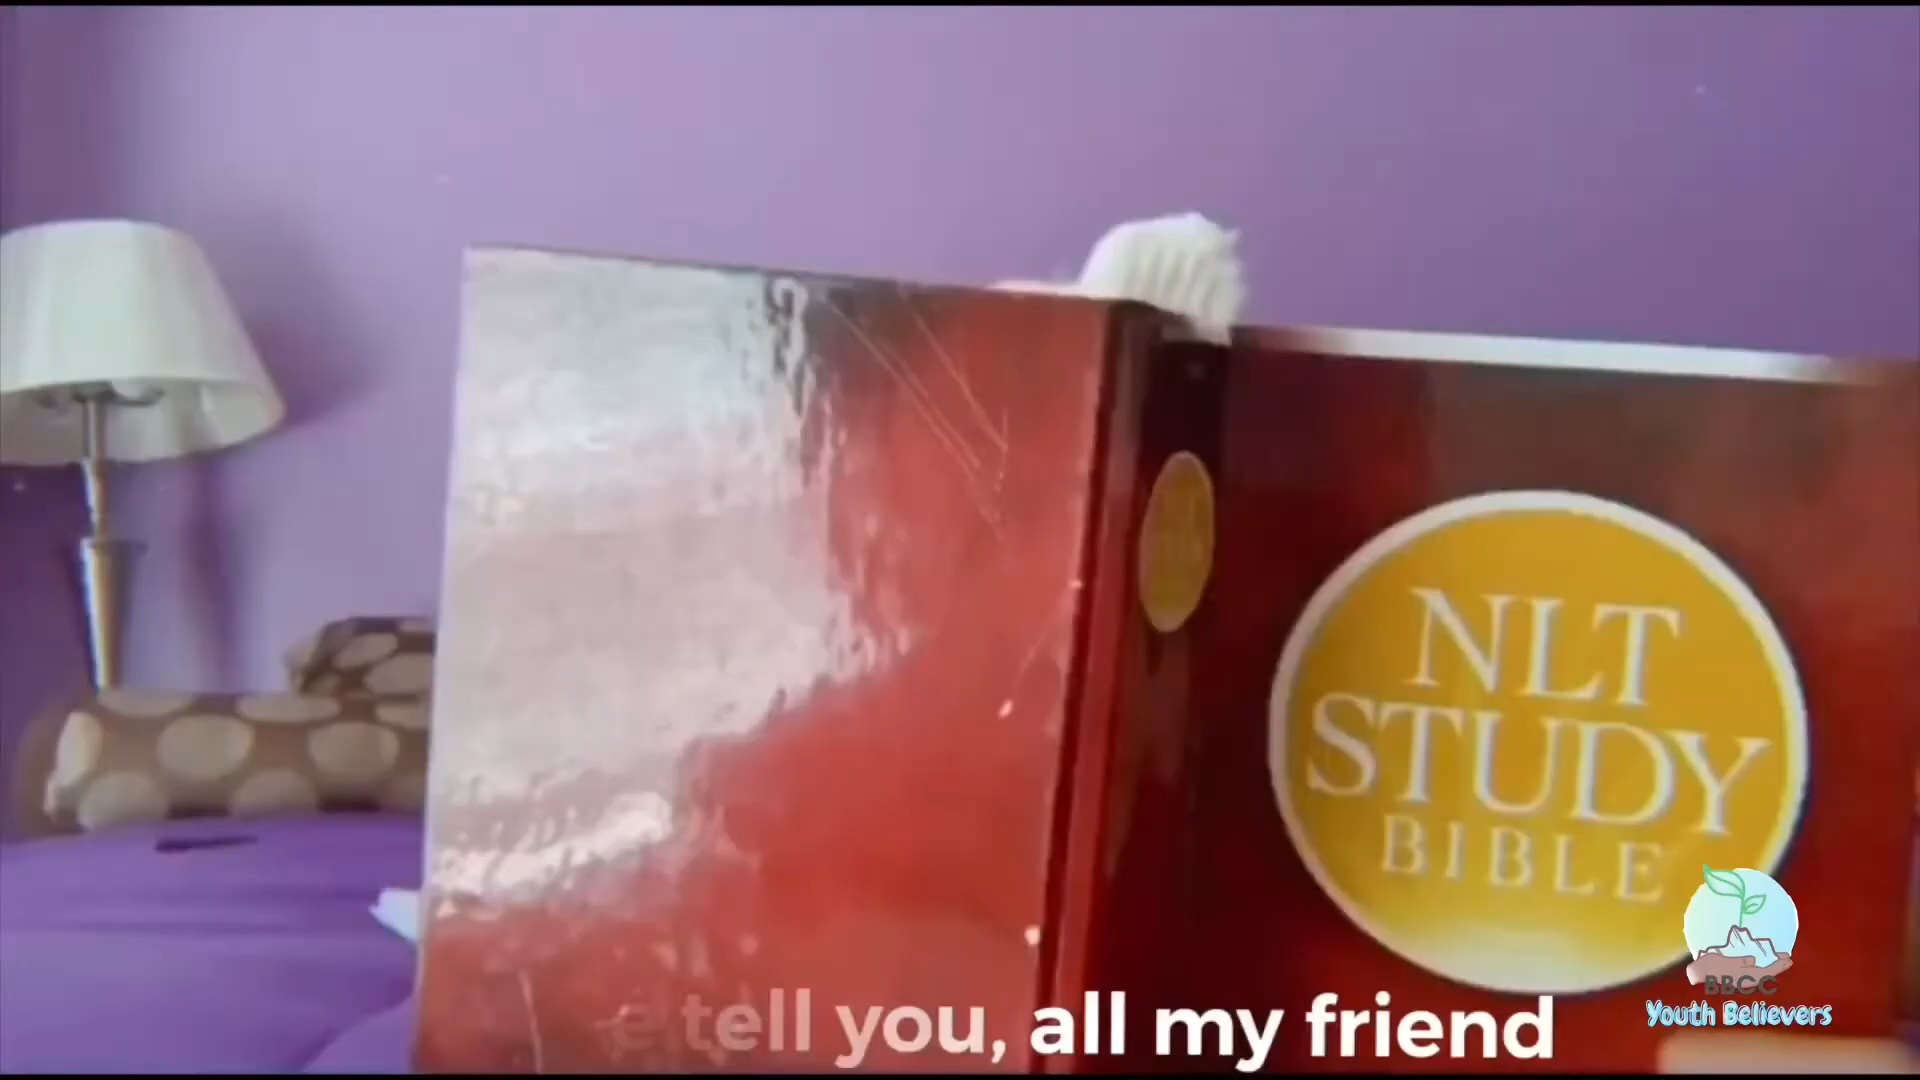 NLT
STUDY
BIBLE
BBCC
Youth Believers
e tell you, all my friend